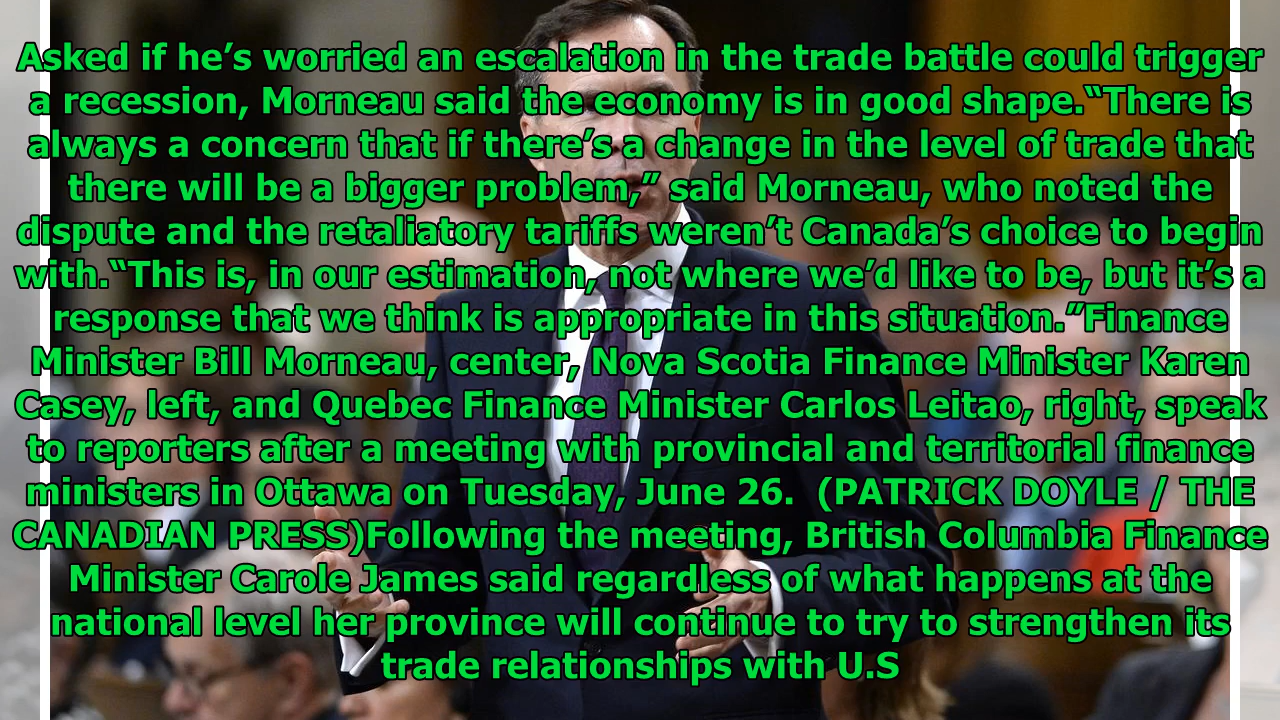 Asked if he’s worried an escalation in the trade battle could trigger
a recession, Morneau said the economy is in good shape.“There is
always a concern that if there’s a change in the level of trade that
there will be a bigger problem,” said Morneau, who noted the
dispute and the retaliatory tariffs weren’t Canada’s choice to begin
with.“This is, in our estimation, not where we’d like to be, but it’s a
response that we think is appropriate in this situation.”Finance
Minister Bill Morneau, center, Nova Scotia Finance Minister Karen
Casey, left, and Quebec Finance Minister Carlos Leitao, right, speak
to reporters after a meeting with provincial and territorial finance
ministers in Ottawa on Tuesday, June 26.  (PATRICK DOYLE / THE
CANADIAN PRESS)Following the meeting, British Columbia Finance
Minister Carole James said regardless of what happens at the
national level her province will continue to try to strengthen its
trade relationships with U.S